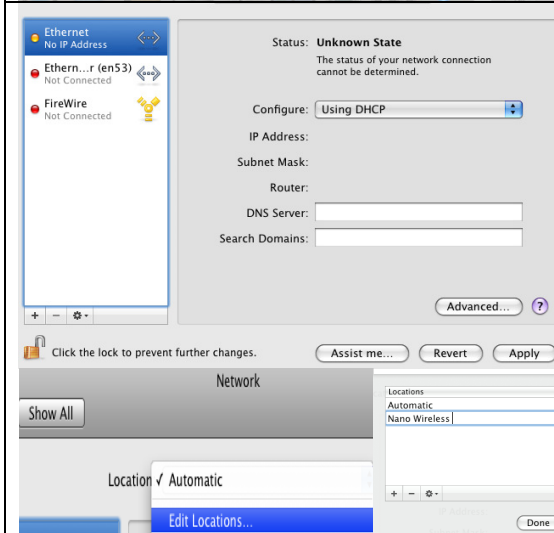 Ethernet
No IP Address
Ethern...r (en53)
Not Connected
FireWire
Not Connected
Status: Unknown State
The status of your network connection
cannot be determined.
Configure: Using DHCP
IP Address:
Subnet Mask:
Router:
DNS Server:
Search Domains:
Advanced... ?
+ −
Click the lock to prevent further changes.
Assist me... Revert Apply
Network
Show All
Location ✓ Automatic
Edit Locations...
Locations
Automatic
Nano Wireless
+ −
Done